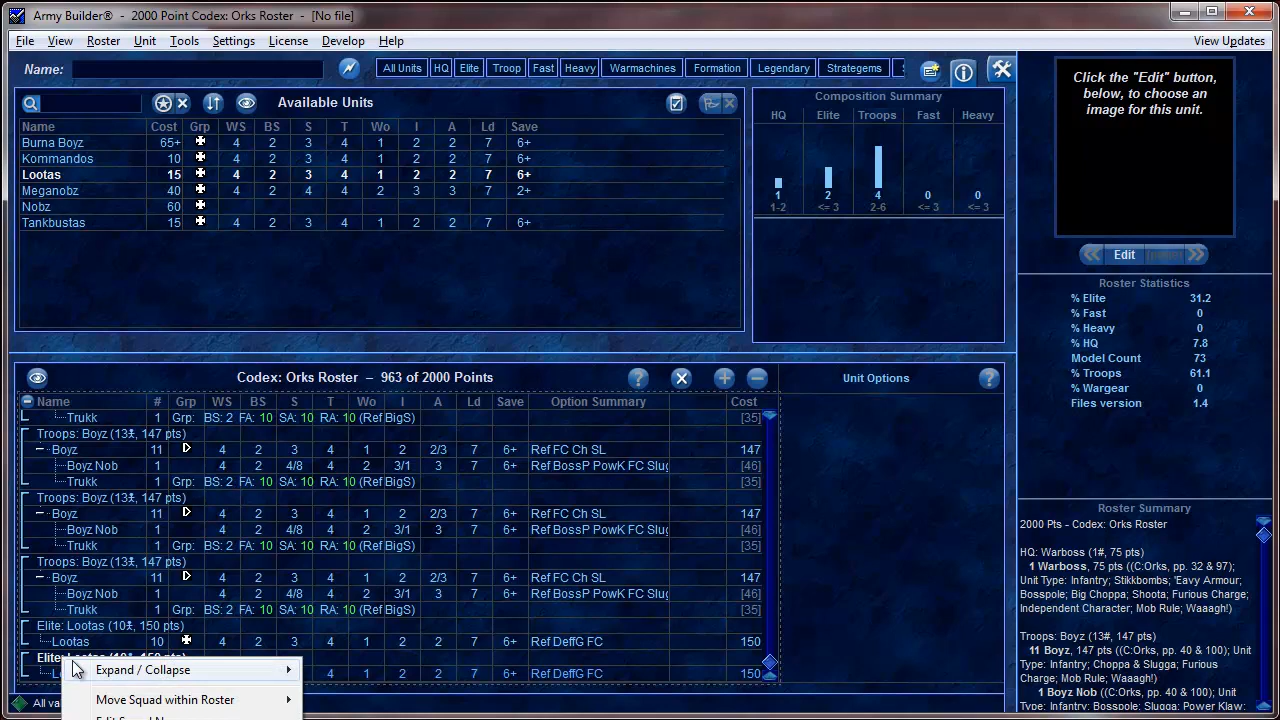 Army Builder® - 2000 Point Codex: Orks Roster - [No file]
File View Roster Unit Tools Settings License Develop Help View Updates
Name: All Units HQ Elite Troop Fast Heavy Warmachines Formation Legendary Strategems
Available Units
Name Cost Grp WS BS S T Wo I A Ld Save
Burna Boyz 65+ 4 2 3 4 1 2 2 7 6+
Kommandos 10 4 2 3 4 1 2 2 7 6+
Lootas 15 4 2 3 4 1 2 2 7 6+
Meganobz 40 4 2 4 4 2 3 3 7 2+
Nobz 60
Tankbustas 15 4 2 3 4 1 2 2 7 6+
Composition Summary
HQ Elite Troops Fast Heavy
1 2 4 0 0
1-2 <= 3 2-6 <= 3 <= 3
Click the "Edit" button, below, to choose an image for this unit.
Edit
Roster Statistics
% Elite 31.2
% Fast 0
% Heavy 0
% HQ 7.8
Model Count 73
% Troops 61.1
% Wargear 0
Files version 1.4
Codex: Orks Roster – 963 of 2000 Points
Name # Grp WS BS S T Wo I A Ld Save Option Summary Cost
Trukk 1 Grp: BS: 2 FA: 10 SA: 10 RA: 10 (Ref BigS) [35]
Troops: Boyz (13, 147 pts)
Boyz 11 4 2 3 4 1 2 2/3 7 6+ Ref FC Ch SL 147
Boyz Nob 1 4 2 4/8 4 2 3/1 3 7 6+ Ref BossP PowK FC Slug [46]
Trukk 1 Grp: BS: 2 FA: 10 SA: 10 RA: 10 (Ref BigS) [35]
Troops: Boyz (13, 147 pts)
Boyz 11 4 2 3 4 1 2 2/3 7 6+ Ref FC Ch SL 147
Boyz Nob 1 4 2 4/8 4 2 3/1 3 7 6+ Ref BossP PowK FC Slug [46]
Trukk 1 Grp: BS: 2 FA: 10 SA: 10 RA: 10 (Ref BigS) [35]
Troops: Boyz (13, 147 pts)
Boyz 11 4 2 3 4 1 2 2/3 7 6+ Ref FC Ch SL 147
Boyz Nob 1 4 2 4/8 4 2 3/1 3 7 6+ Ref BossP PowK FC Slug [46]
Trukk 1 Grp: BS: 2 FA: 10 SA: 10 RA: 10 (Ref BigS) [35]
Elite: Lootas (10, 150 pts)
Lootas 10 4 2 3 4 1 2 2 7 6+ Ref DeffG FC 150
Elite: Lootas (10, 150 pts)
4 1 2 2 7 6+ Ref DeffG FC 150
Expand / Collapse
Move Squad within Roster
Unit Options
Roster Summary
2000 Pts - Codex: Orks Roster
HQ: Warboss (1#, 75 pts)
1 Warboss, 75 pts ((C:Orks, pp. 32 & 97);
Unit Type: Infantry; Stikkbombs; 'Eavy Armour;
Bosspole; Big Choppa; Shoota; Furious Charge;
Independent Character; Mob Rule; Waaagh!)
Troops: Boyz (13#, 147 pts)
11 Boyz, 147 pts ((C:Orks, pp. 40 & 100); Unit
Type: Infantry; Choppa & Slugga; Furious
Charge; Mob Rule; Waaagh!)
1 Boyz Nob ((C:Orks, pp. 40 & 100); Unit
Type: Infantry; Bosspole; Slugga; Power Klaw;